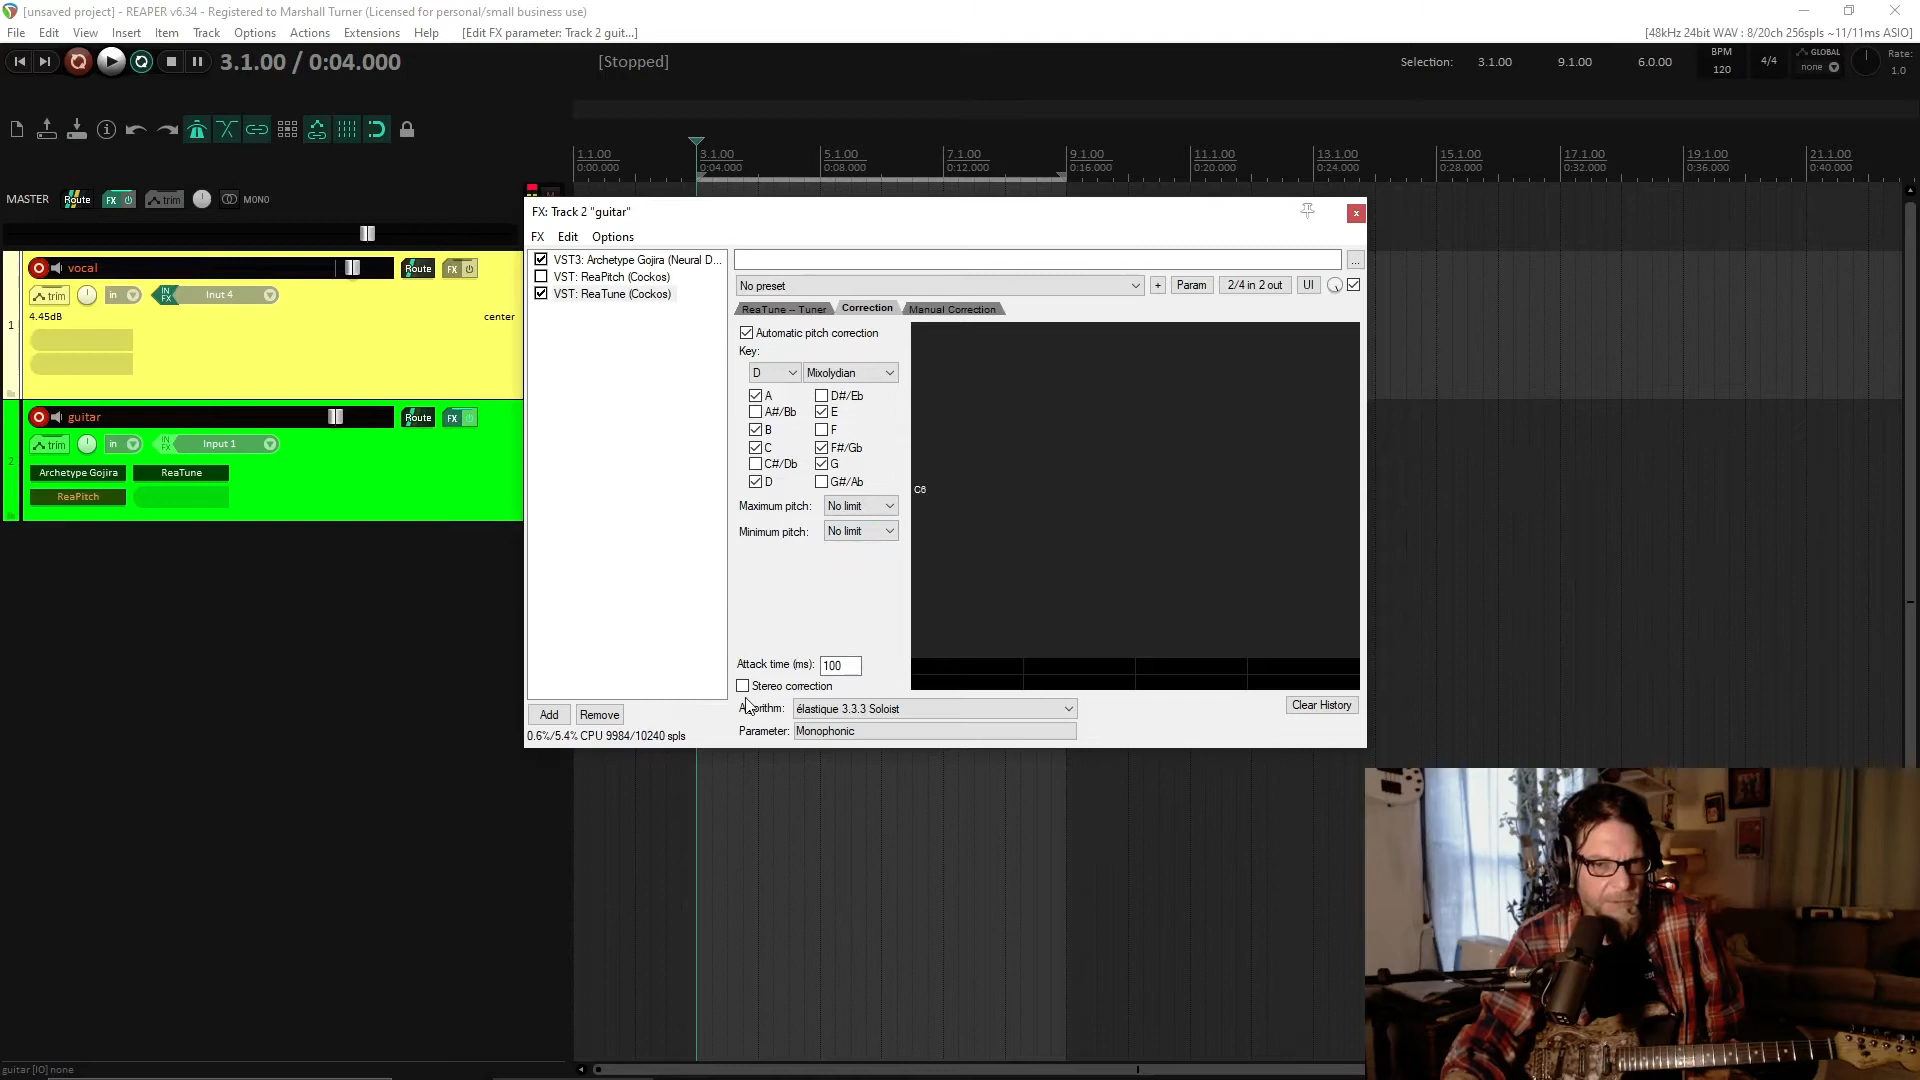 [unsaved project] - REAPER v6.34 - Registered to Marshall Turner (Licensed for personal/small business use)
File Edit View Insert Item Track Options Actions Extensions Help [Edit FX parameter: Track 2 guit...]
[48kHz 24bit WAV : 8/20ch 256spls ~11/11ms ASIO]
3.1.00 / 0:04.000
[Stopped]
Selection: 3.1.00 9.1.00 6.0.00
BPM
120
4/4
GLOBAL
none
Rate:
1.0
1.1.00 3.1.00 5.1.00 7.1.00 9.1.00 11.1.00 13.1.00 15.1.00 17.1.00 19.1.00 21.1.00
0:00.000 0:04.000 0:08.000 0:12.000 0:16.000 0:20.000 0:24.000 0:28.000 0:32.000 0:36.000 0:40.000
MASTER Route FX trim MONO
1
vocal Route FX
trim in IN FX Inut 4
4.45dB center
2
guitar Route FX
trim in IN FX Input 1
Archetype Gojira ReaTune
ReaPitch
FX: Track 2 "guitar"
x
FX Edit Options
VST3: Archetype Gojira (Neural D...
VST: ReaPitch (Cockos)
VST: ReaTune (Cockos)
...
No preset + Param 2/4 in 2 out UI
ReaTune -- Tuner Correction Manual Correction
Automatic pitch correction
Key:
D Mixolydian
A D#/Eb
A#/Bb E
B F
C F#/Gb
C#/Db G
D G#/Ab
Maximum pitch: No limit
Minimum pitch: No limit
C6
Attack time (ms): 100
Stereo correction
Clear History
Algorithm: élastique 3.3.3 Soloist
Parameter: Monophonic
Add Remove
0.6%/5.4% CPU 9984/10240 spls
guitar [IO] none